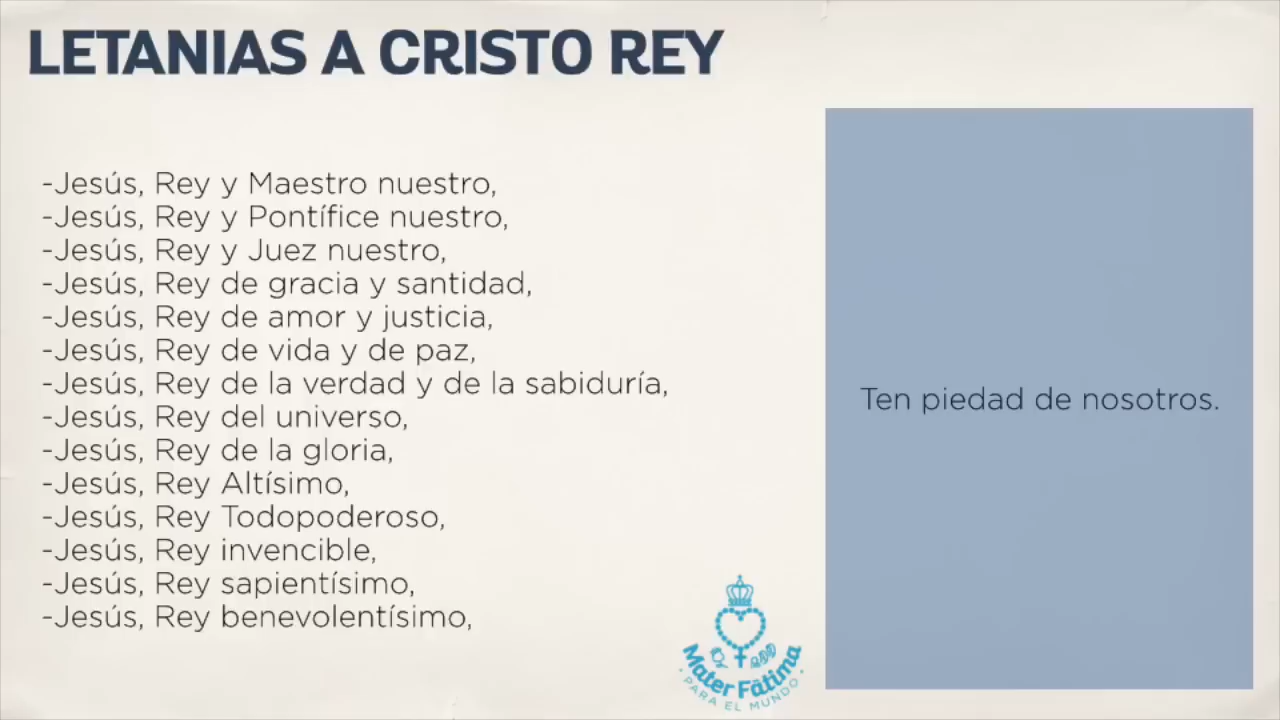 LETANIAS A CRISTO REY
-Jesús, Rey y Maestro nuestro,
-Jesús, Rey y Pontífice nuestro,
-Jesús, Rey y Juez nuestro,
-Jesús, Rey de gracia y santidad,
-Jesús, Rey de amor y justicia,
-Jesús, Rey de vida y de paz,
-Jesús, Rey de la verdad y de la sabiduría,
-Jesús, Rey del universo,
-Jesús, Rey de la gloria,
-Jesús, Rey Altísimo,
-Jesús, Rey Todopoderoso,
-Jesús, Rey invencible,
-Jesús, Rey sapientísimo,
-Jesús, Rey benevolentísimo,
Ten piedad de nosotros.
Mater Fátima
· PARA EL MUNDO ·